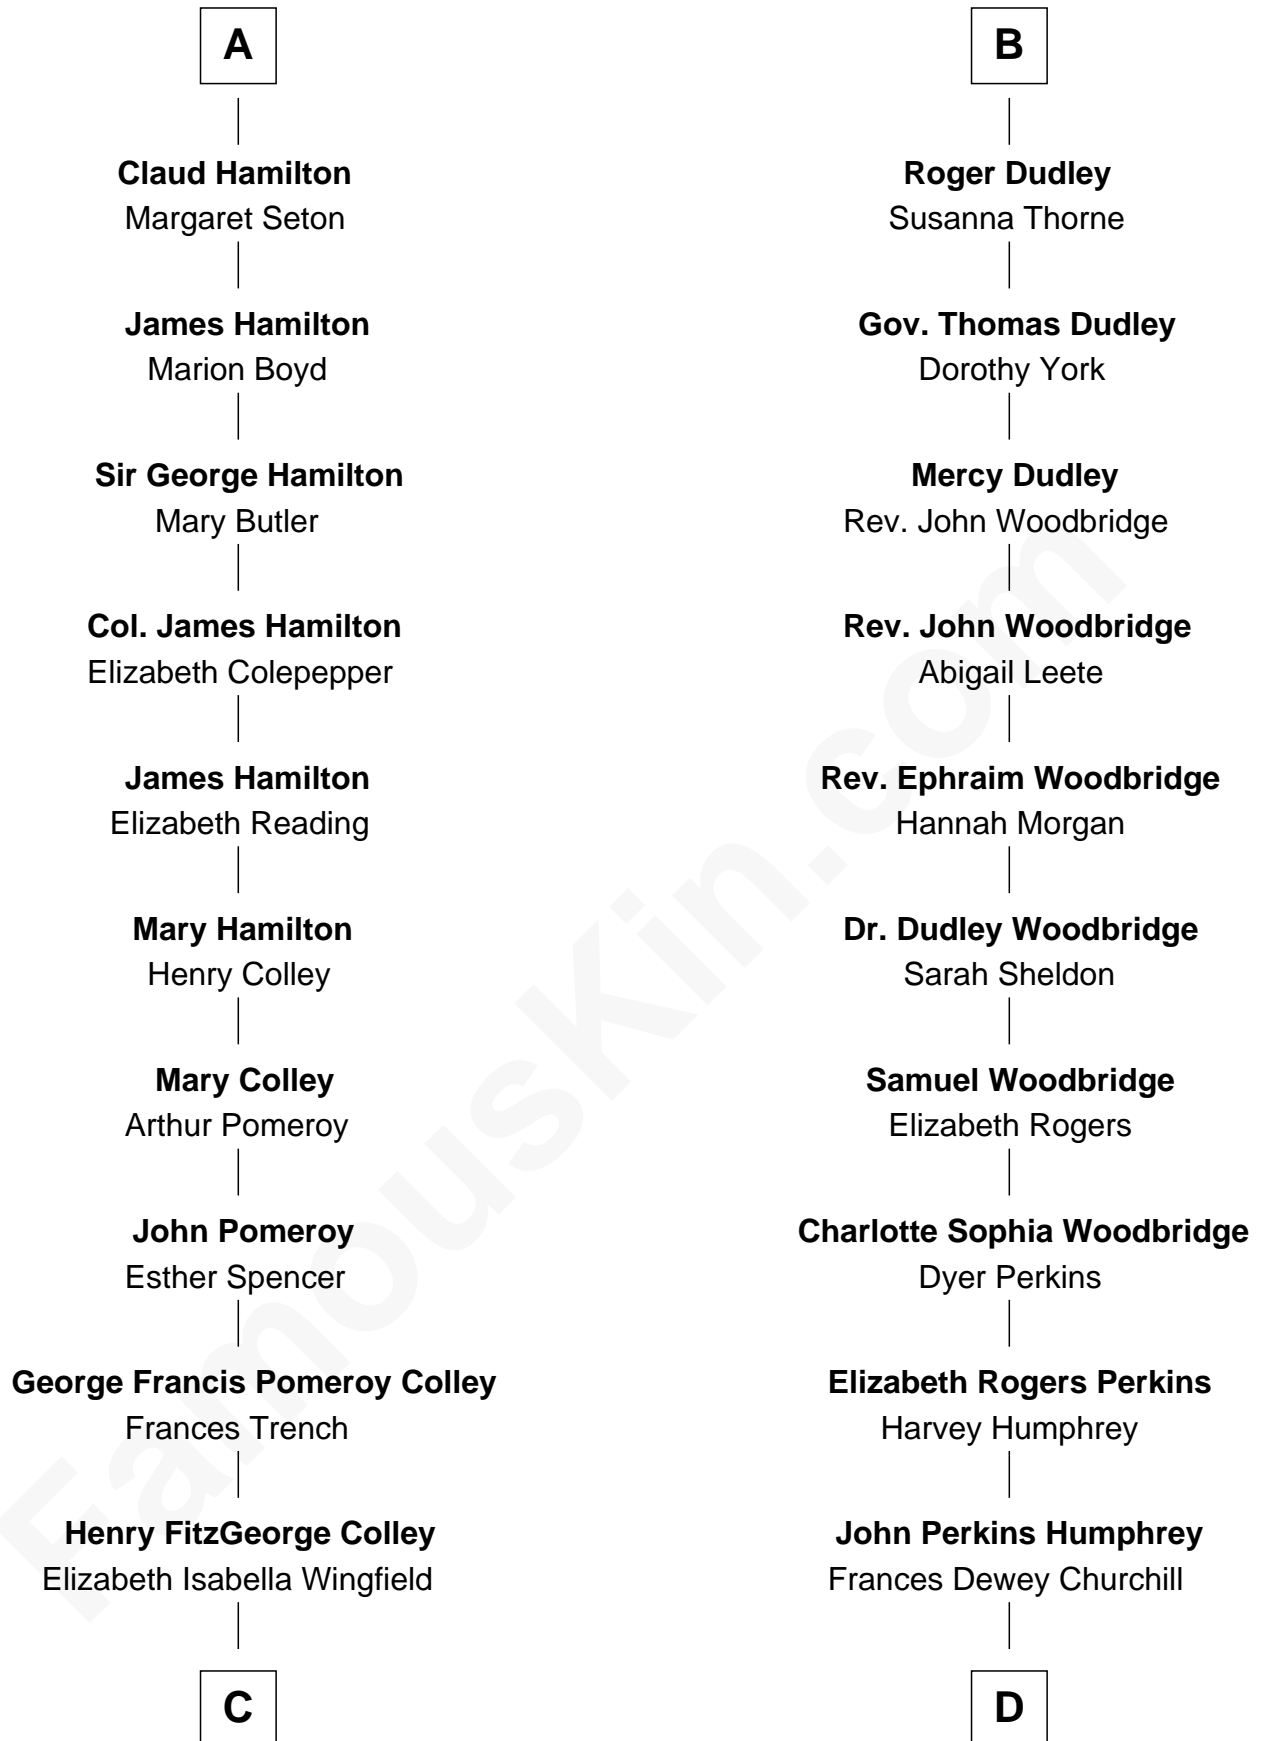 A
Claud Hamilton
Margaret Seton
James Hamilton
Marion Boyd
Sir George Hamilton
Mary Butler
Col. James Hamilton
Elizabeth Colepepper
James Hamilton
Elizabeth Reading
Mary Hamilton
Henry Colley
Mary Colley
Arthur Pomeroy
John Pomeroy
Esther Spencer
George Francis Pomeroy Colley
Frances Trench
Henry FitzGeorge Colley
Elizabeth Isabella Wingfield
C
B
Roger Dudley
Susanna Thorne
Gov. Thomas Dudley
Dorothy York
Mercy Dudley
Rev. John Woodbridge
Rev. John Woodbridge
Abigail Leete
Rev. Ephraim Woodbridge
Hannah Morgan
Dr. Dudley Woodbridge
Sarah Sheldon
Samuel Woodbridge
Elizabeth Rogers
Charlotte Sophia Woodbridge
Dyer Perkins
Elizabeth Rogers Perkins
Harvey Humphrey
John Perkins Humphrey
Frances Dewey Churchill
D
FamousKin.com